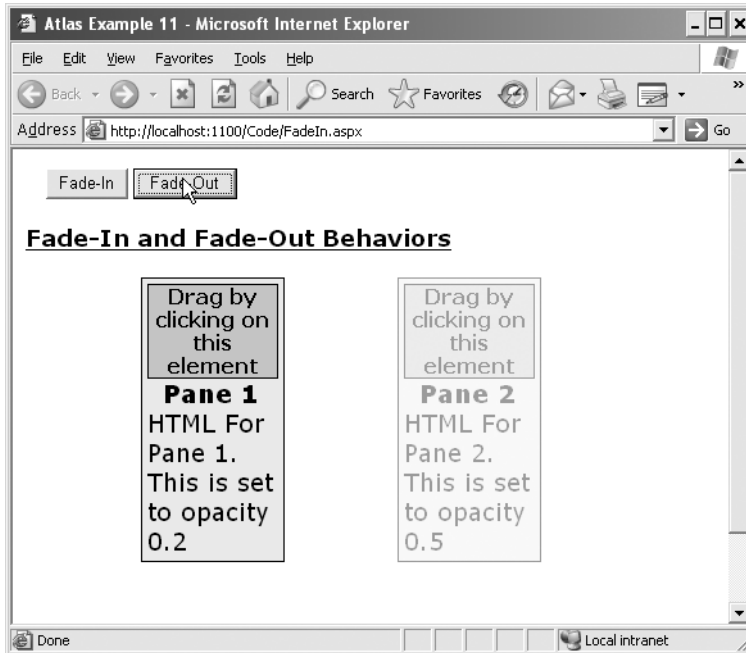 Atlas Example 11 - Microsoft Internet Explorer
File Edit View Favorites Tools Help
Back Search Favorites »
Address http://localhost:1100/Code/FadeIn.aspx Go
Fade-In Fade-Out
Fade-In and Fade-Out Behaviors
Drag by
clicking on
this
element
Pane 1
HTML For
Pane 1.
This is set
to opacity
0.2
Drag by
clicking on
this
element
Pane 2
HTML For
Pane 2.
This is set
to opacity
0.5
Done Local intranet